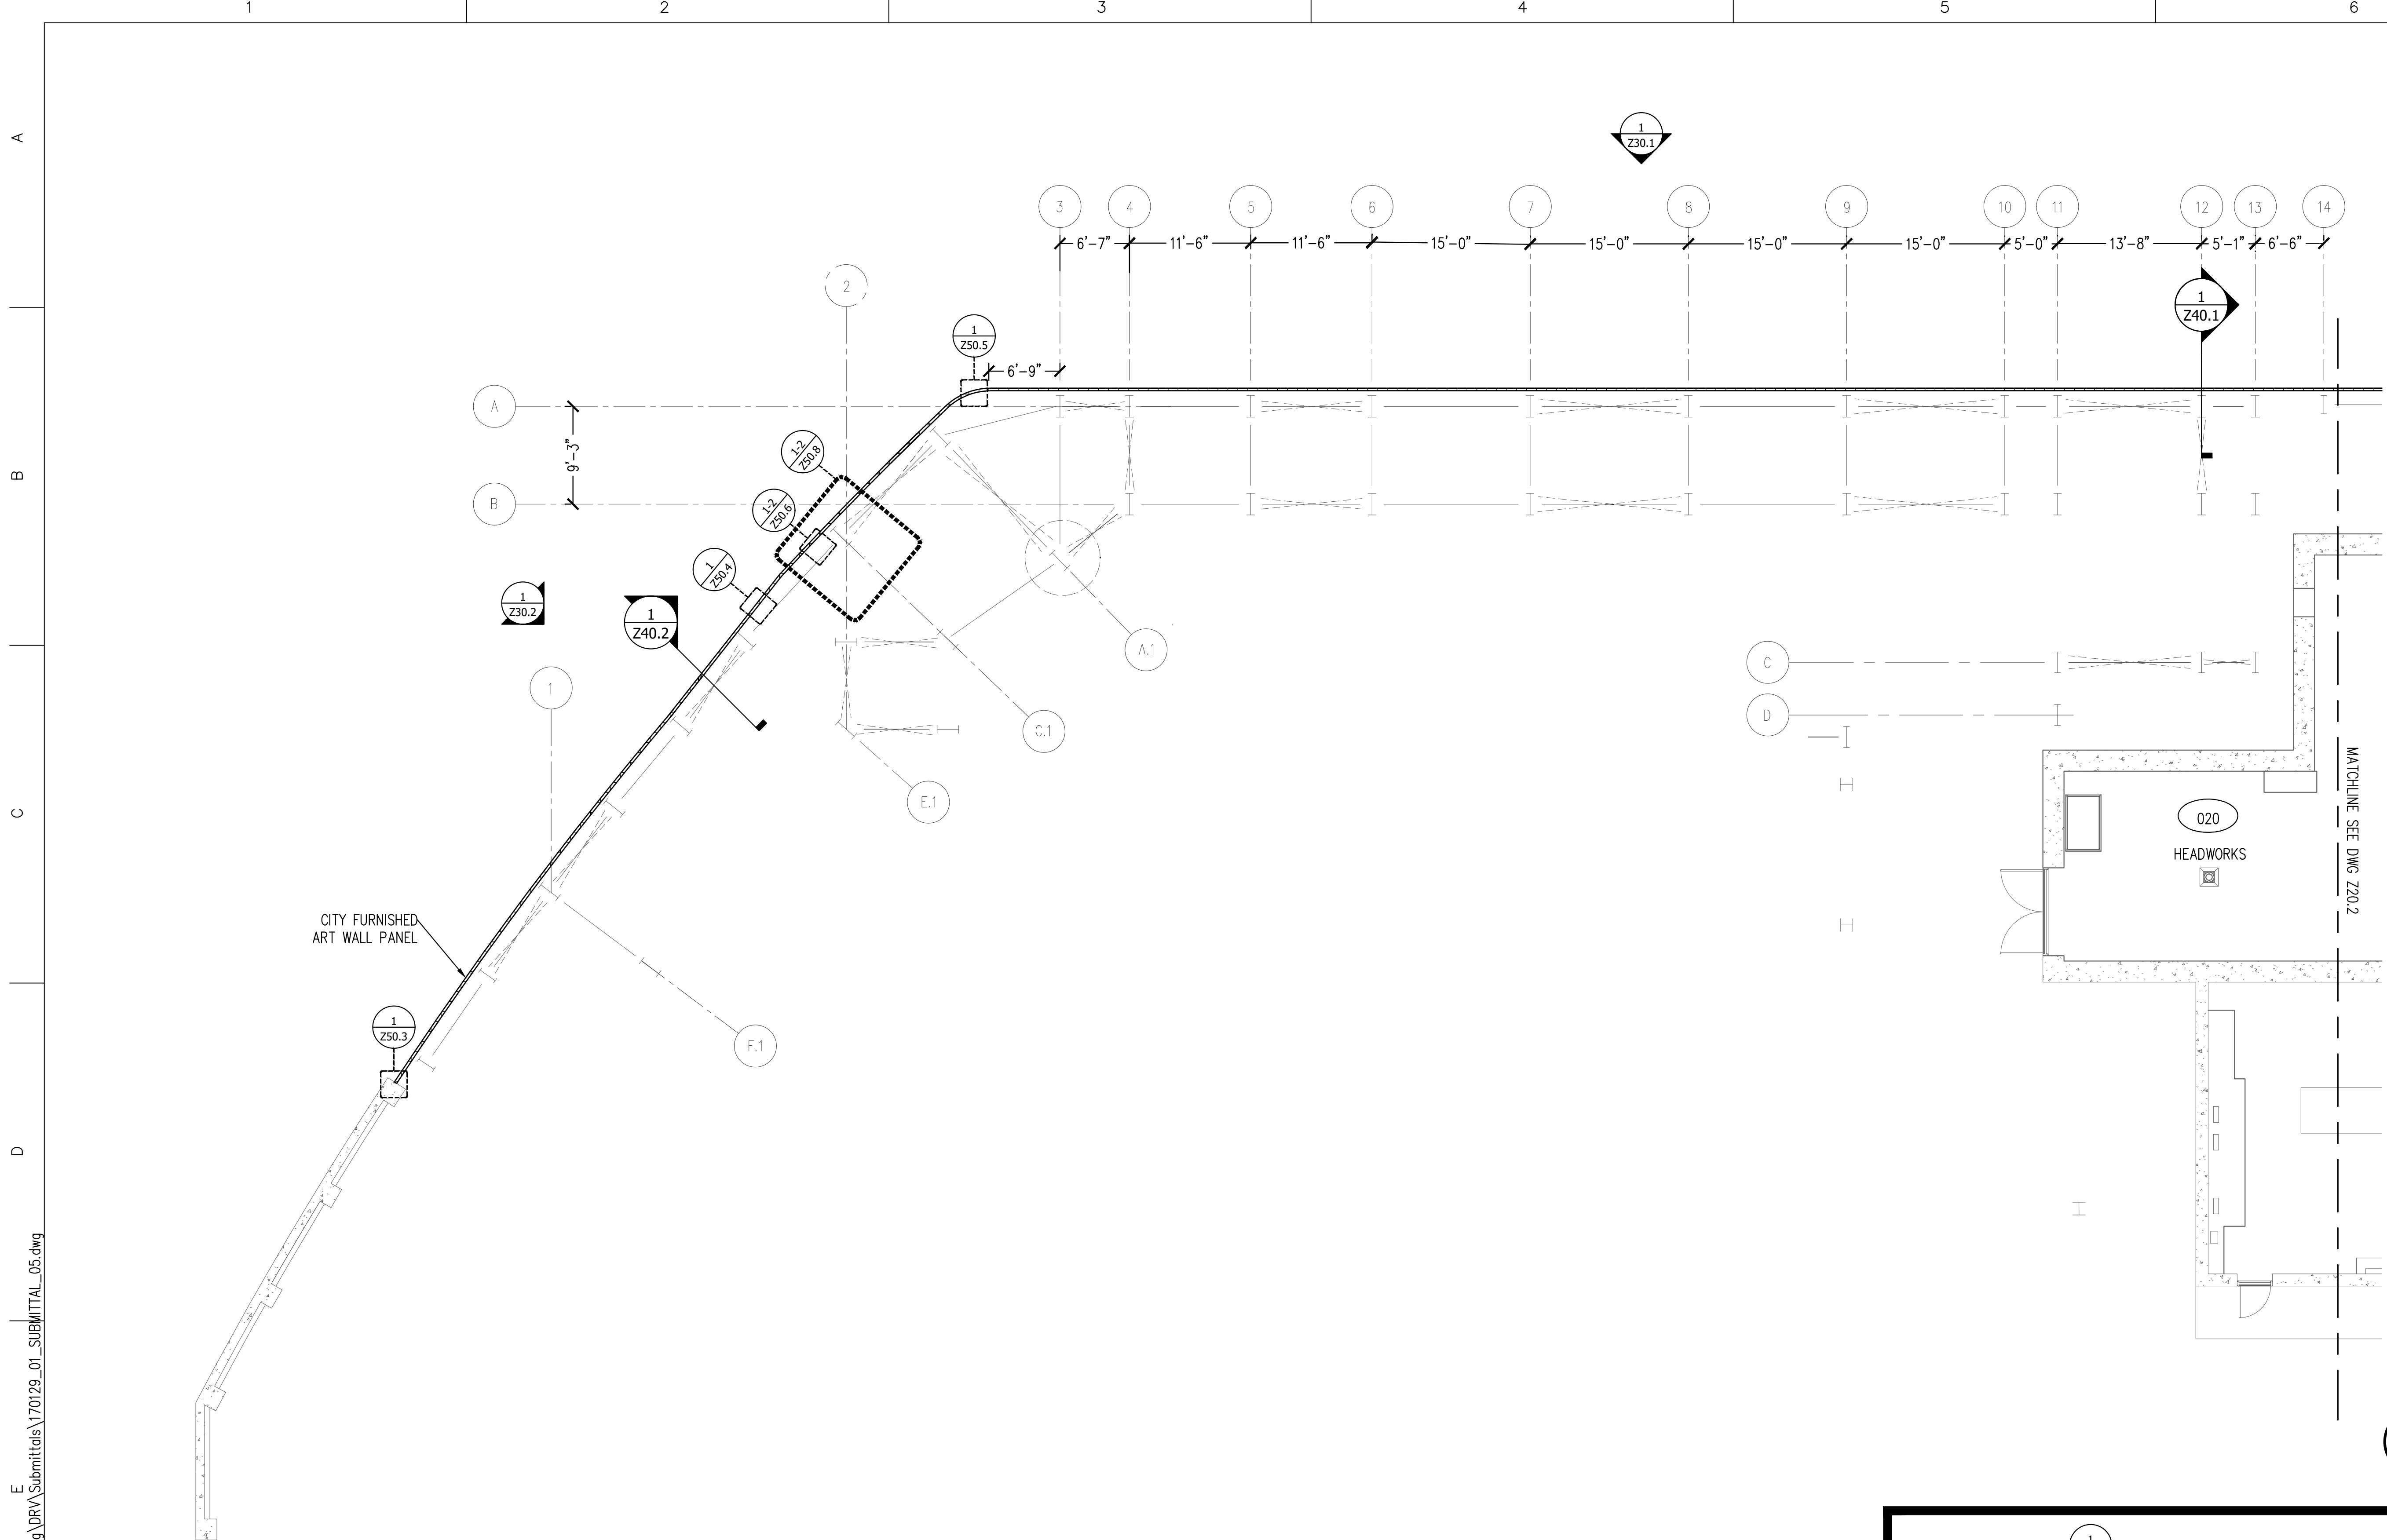 1 2 3 4 5 6
A
B
C
D
E
1
Z30.1
3 4 5 6 7 8 9 10 11 12 13 14
6'-7" 11'-6" 11'-6" 15'-0" 15'-0" 15'-0" 15'-0" 5'-0" 13'-8" 5'-1" 6'-6"
2
1
Z40.1
1
Z50.5
6'-9"
A
9'-3"
B
1-2
Z50.8
1-2
Z50.6
1
Z50.4
1
Z30.2
1
Z40.2
A.1
C
1
D
C.1
E.1
MATCHLINE SEE DWG Z20.2
020
HEADWORKS
CITY FURNISHED
ART WALL PANEL
1
Z50.3
F.1
g\DRV\Submittals\170129_01_SUBMITTAL_05.dwg
1